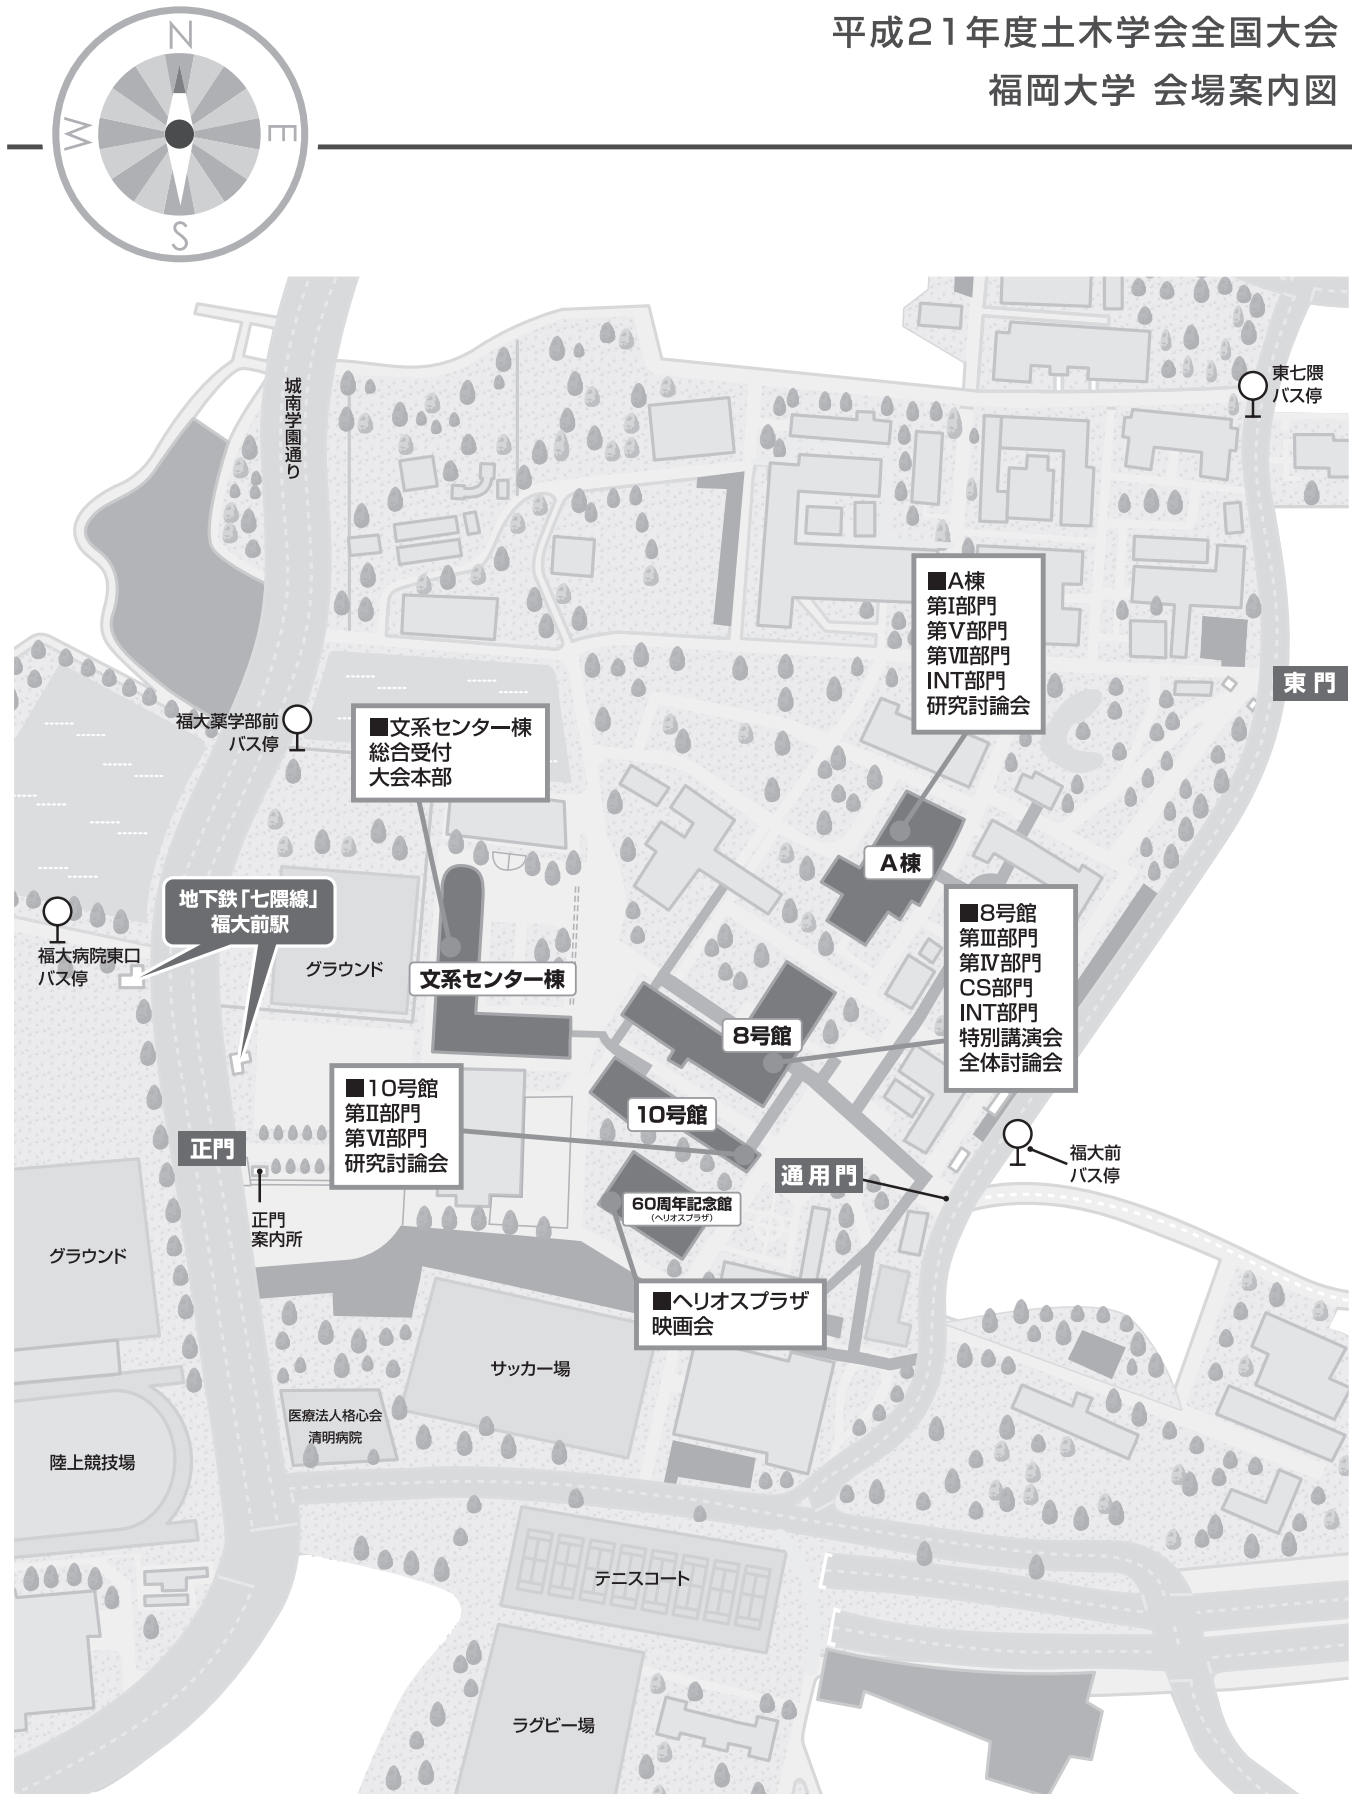 平成21年度土木学会全国大会
福岡大学 会場案内図
N
W
E
S
城南学園通り
東七隈
バス停
■A棟
第Ⅰ部門
第Ⅴ部門
第Ⅶ部門
INT部門
研究討論会
東門
福大薬学部前
バス停
■文系センター棟
総合受付
大会本部
A棟
地下鉄「七隈線」
福大前駅
福大病院東口
バス停
グラウンド
文系センター棟
■8号館
第Ⅲ部門
第Ⅳ部門
CS部門
INT部門
特別講演会
全体討論会
8号館
■10号館
第Ⅱ部門
第Ⅵ部門
研究討論会
10号館
正門
福大前
バス停
通用門
60周年記念館
(ヘリオスプラザ)
正門
案内所
グラウンド
■ヘリオスプラザ
映画会
サッカー場
医療法人格心会
清明病院
陸上競技場
テニスコート
ラグビー場